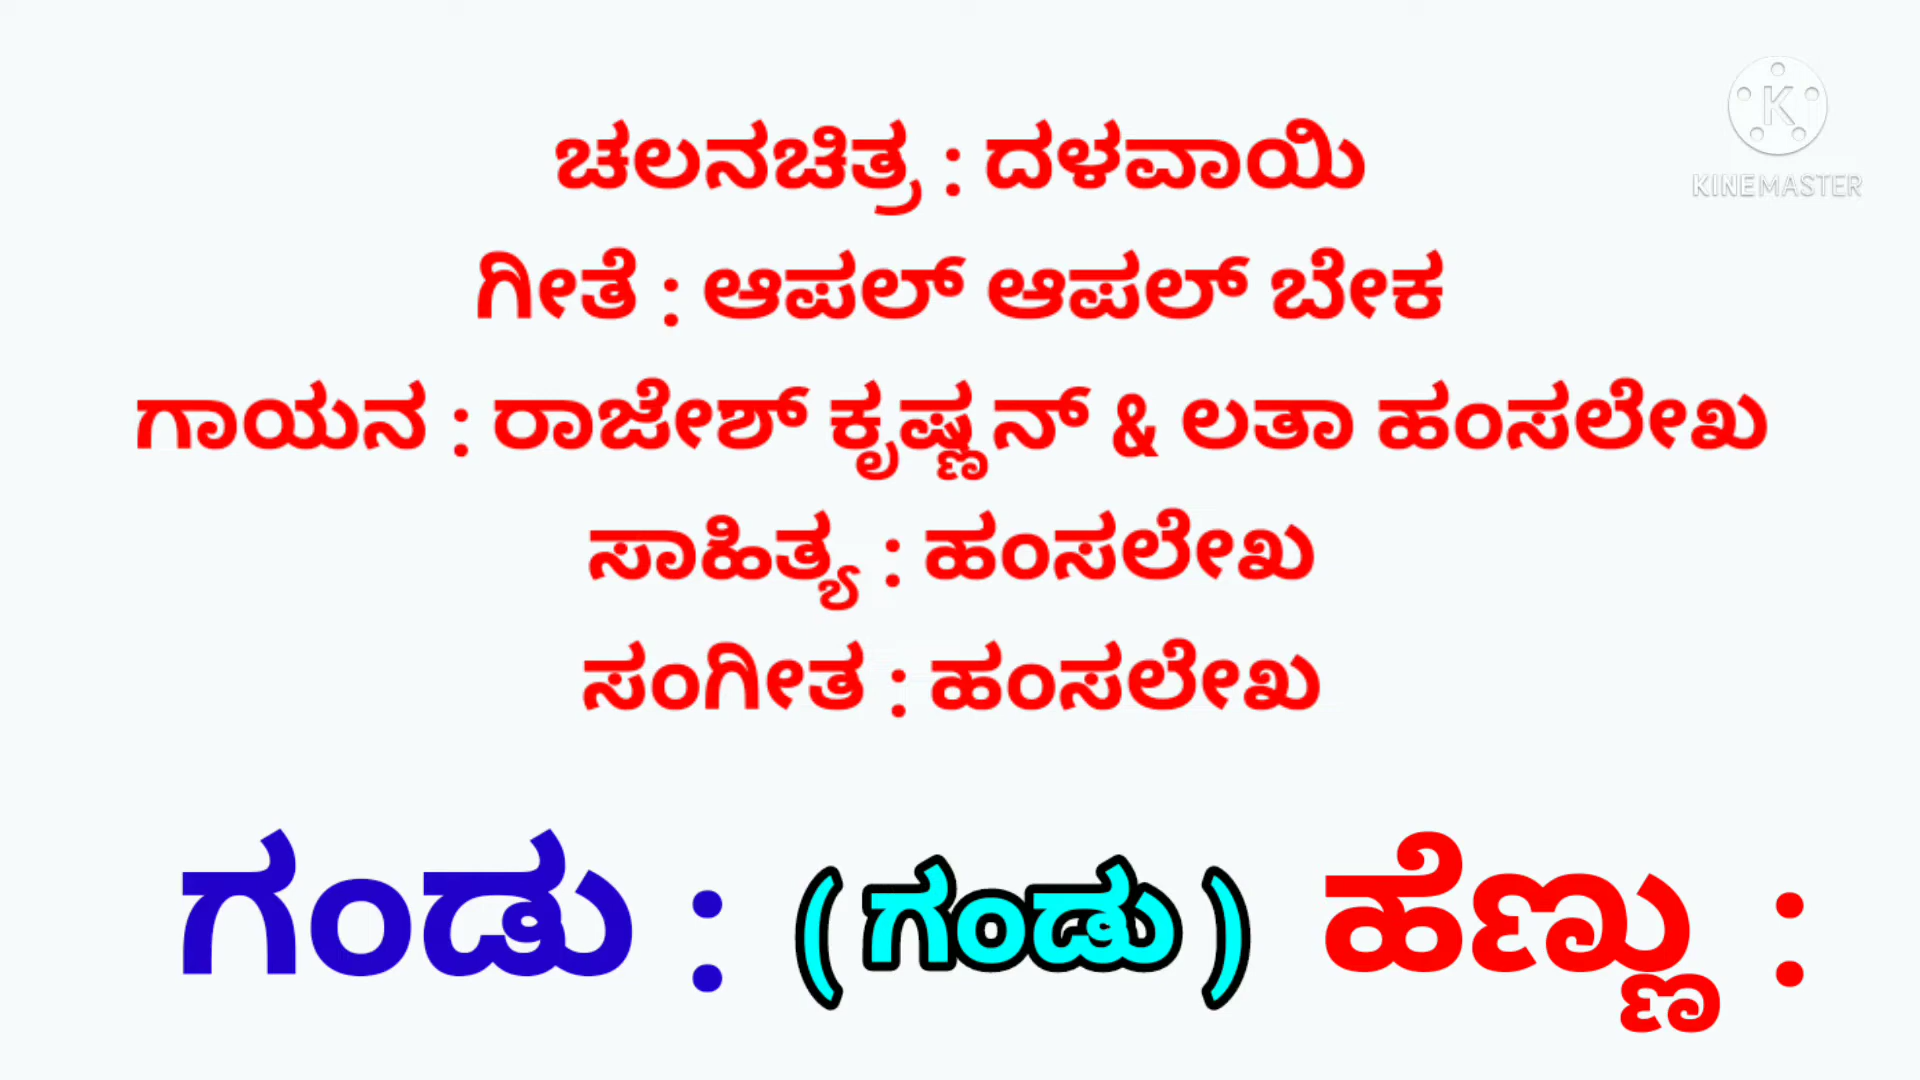 ಚಲನಚಿತ್ರ : ದಳವಾಯಿ
KINEMASTER
ಗೀತೆ : ಆಪಲ್ ಆಪಲ್ ಬೇಕ
ಗಾಯನ : ರಾಜೇಶ್ ಕೃಷ್ಣನ್ & ಲತಾ ಹಂಸಲೇಖ
ಸಾಹಿತ್ಯ : ಹಂಸಲೇಖ
ಸಂಗೀತ : ಹಂಸಲೇಖ
ಗಂಡು : ( ಗಂಡು ) ಹೆಣ್ಣು :